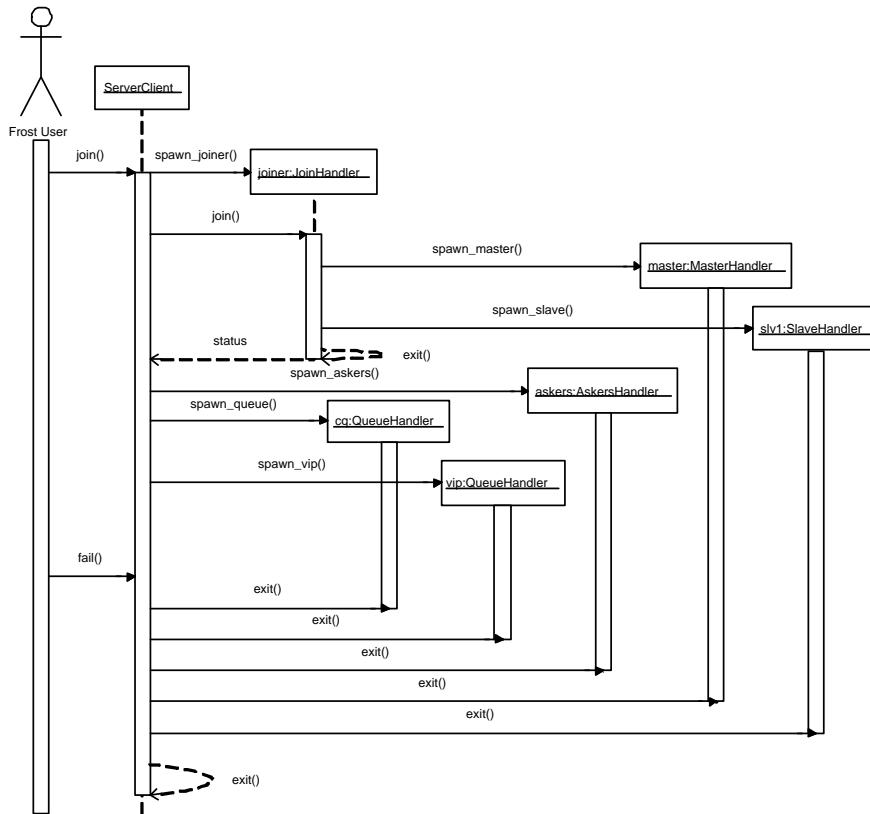 ServerClient
Frost User
join()
spawn_joiner()
joiner:JoinHandler
join()
spawn_master()
master:MasterHandler
spawn_slave()
slv1:SlaveHandler
status
exit()
spawn_askers()
askers:AskersHandler
spawn_queue()
cq:QueueHandler
spawn_vip()
vip:QueueHandler
fail()
exit()
exit()
exit()
exit()
exit()
exit()